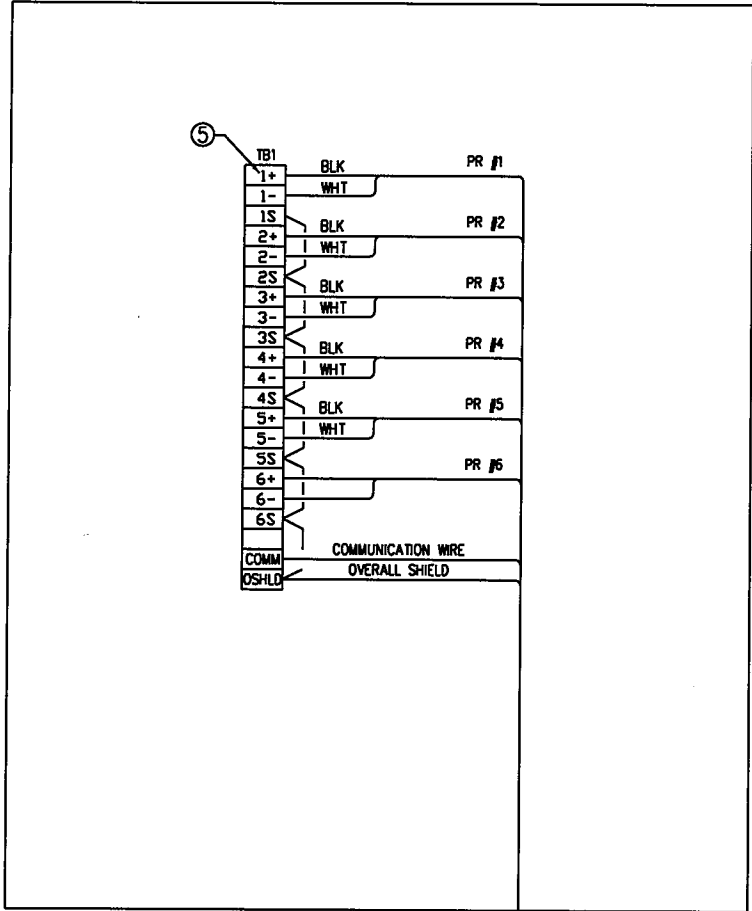 5
TB1
1+ BLK PR #1
1- WHT
1S
2+ BLK PR #2
2- WHT
2S
3+ BLK PR #3
3- WHT
3S
4+ BLK PR #4
4- WHT
4S
5+ BLK PR #5
5- WHT
5S
6+ PR #6
6-
6S
COMM COMMUNICATION WIRE
OSHLD OVERALL SHIELD